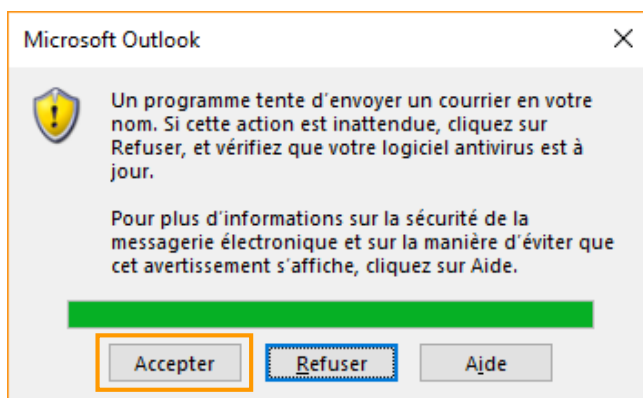 Microsoft Outlook
Un programme tente d'envoyer un courrier en votre
nom. Si cette action est inattendue, cliquez sur
Refuser, et vérifiez que votre logiciel antivirus est à
jour.
Pour plus d'informations sur la sécurité de la
messagerie électronique et sur la manière d'éviter que
cet avertissement s'affiche, cliquez sur Aide.
Accepter Refuser Aide